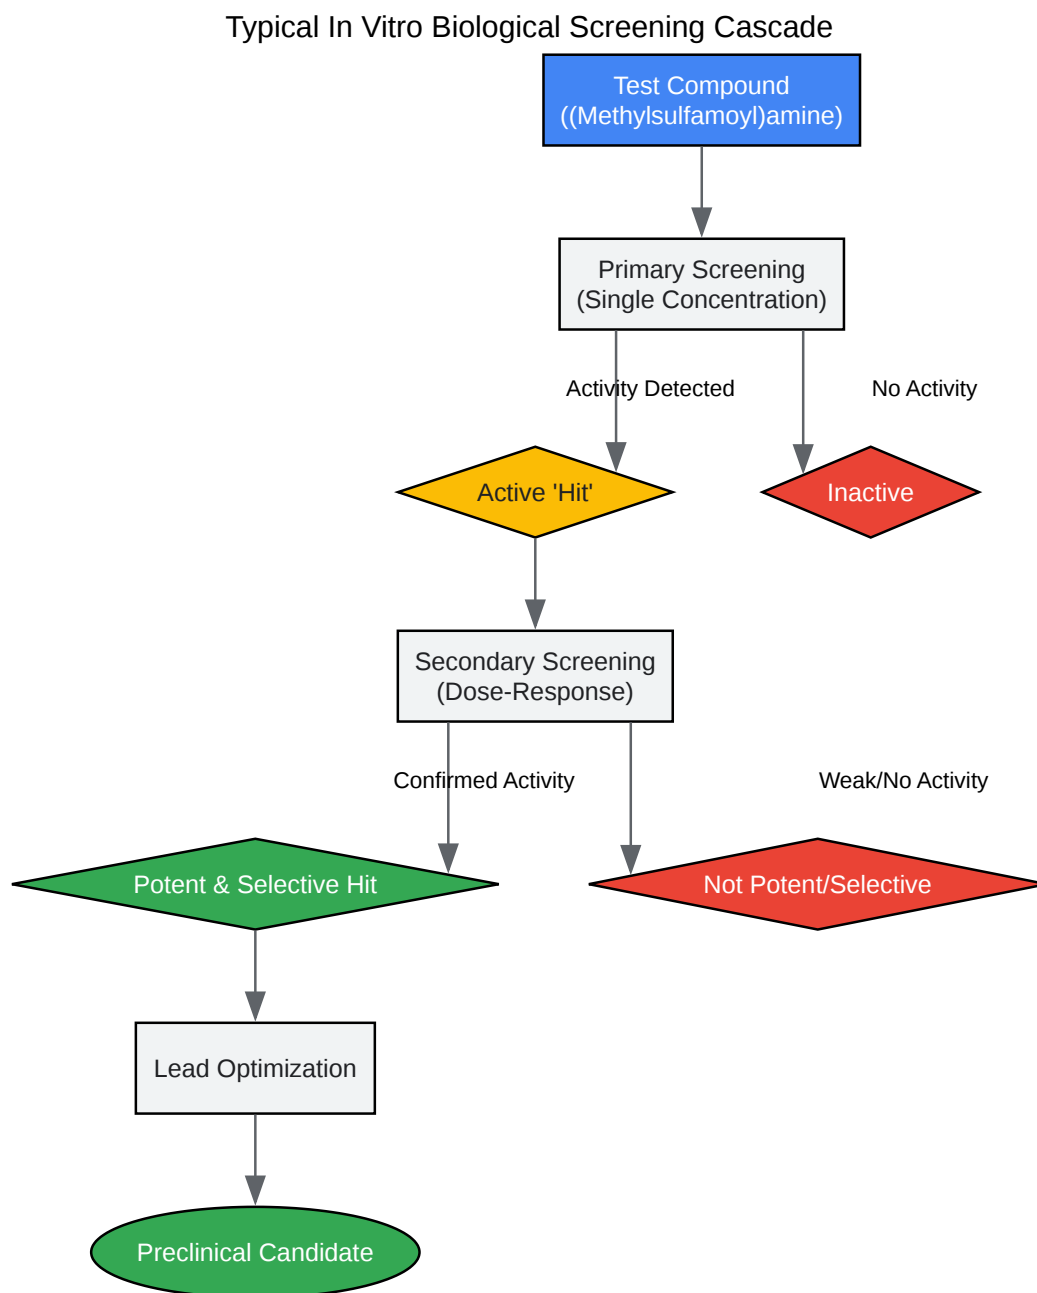 Typical In Vitro Biological Screening Cascade
Test Compound
((Methylsulfamoyl)amine)
Primary Screening
(Single Concentration)
Activity Detected
No Activity
Active 'Hit'
Inactive
Secondary Screening
(Dose-Response)
Confirmed Activity
Weak/No Activity
Potent & Selective Hit
Not Potent/Selective
Lead Optimization
Preclinical Candidate